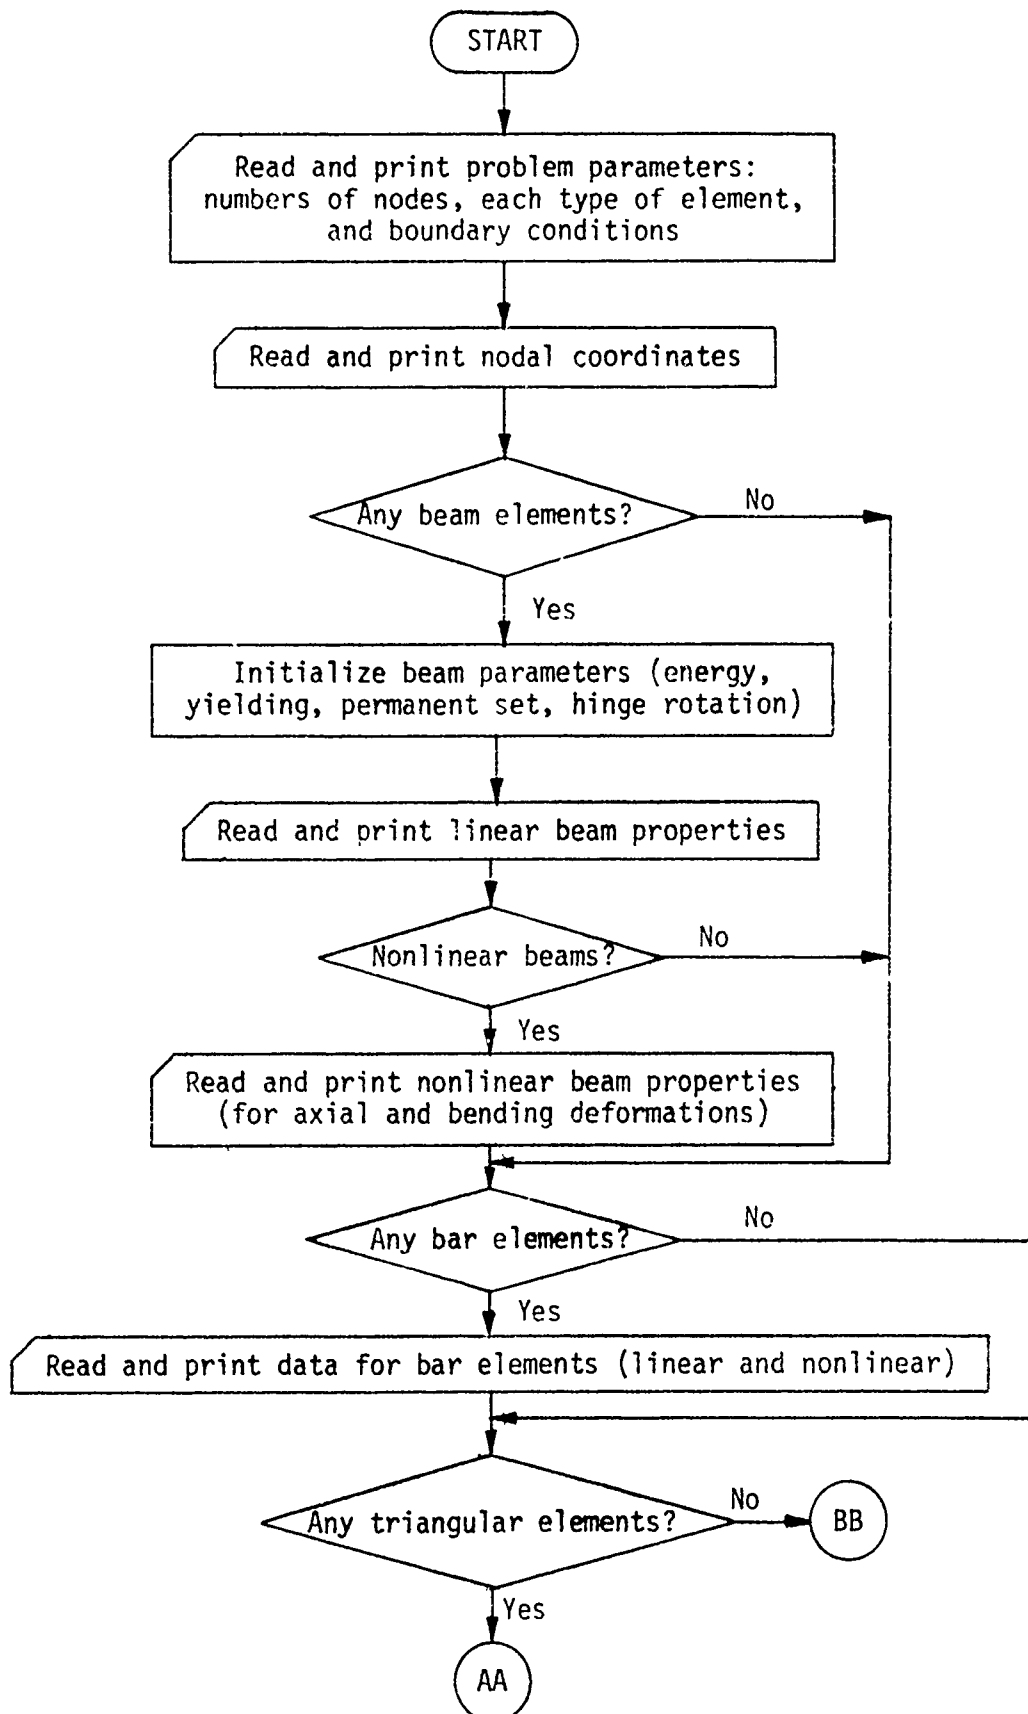 START
Read and print problem parameters:
numbers of nodes, each type of element,
and boundary conditions
Read and print nodal coordinates
Any beam elements?
No
Yes
Initialize beam parameters (energy,
yielding, permanent set, hinge rotation)
Read and print linear beam properties
Nonlinear beams?
No
Yes
Read and print nonlinear beam properties
(for axial and bending deformations)
Any bar elements?
No
Yes
Read and print data for bar elements (linear and nonlinear)
Any triangular elements?
No
BB
Yes
AA